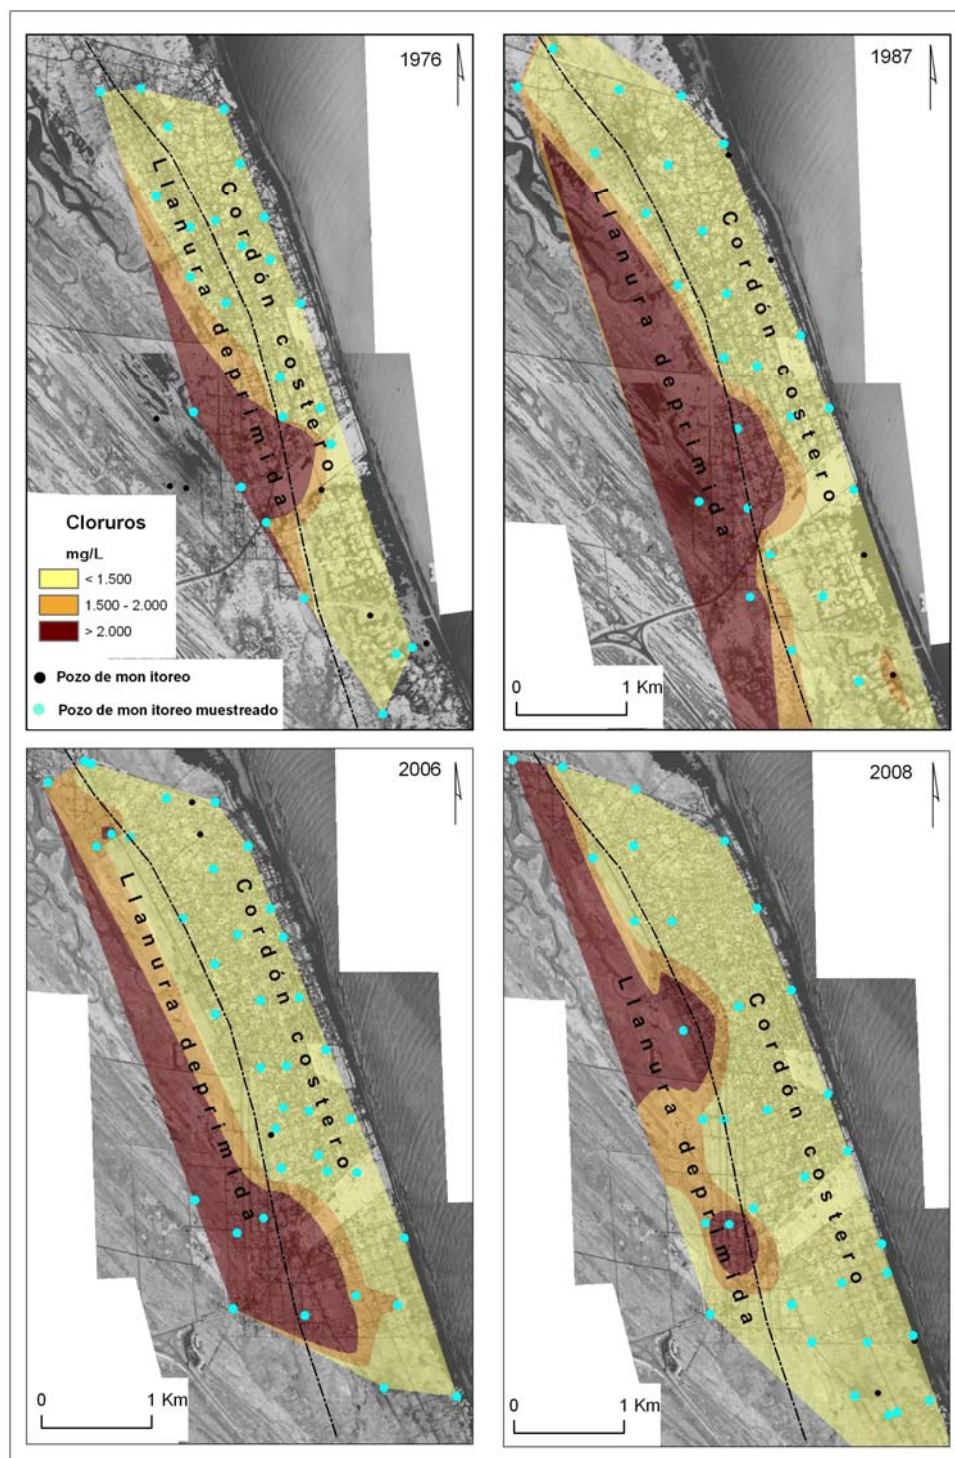 1976
Llanura deprimida
Cordón costero
Cloruros
mg/L
< 1.500
1.500 - 2.000
> 2.000
Pozo de mon itoreo
Pozo de mon itoreo muestreado
1987
Llanura deprimida
Cordón costero
0 1 Km
2006
Llanura deprimida
Cordón costero
0 1 Km
2008
Llanura deprimida
Cordón costero
0 1 Km